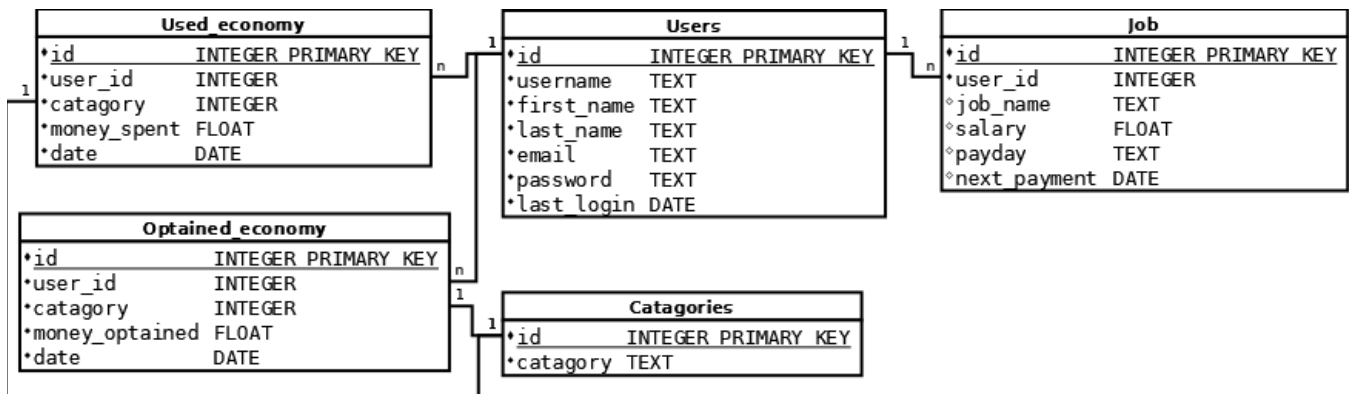 Used_economy
id INTEGER PRIMARY KEY
user_id INTEGER
catagory INTEGER
money_spent FLOAT
date DATE
1
n
Users
id INTEGER PRIMARY KEY
username TEXT
first_name TEXT
last_name TEXT
email TEXT
password TEXT
last_login DATE
1
1
n
Job
id INTEGER PRIMARY KEY
user_id INTEGER
job_name TEXT
salary FLOAT
payday TEXT
next_payment DATE
Optained_economy
id INTEGER PRIMARY KEY
user_id INTEGER
catagory INTEGER
money_optained FLOAT
date DATE
n
1
1
Catagories
id INTEGER PRIMARY KEY
catagory TEXT